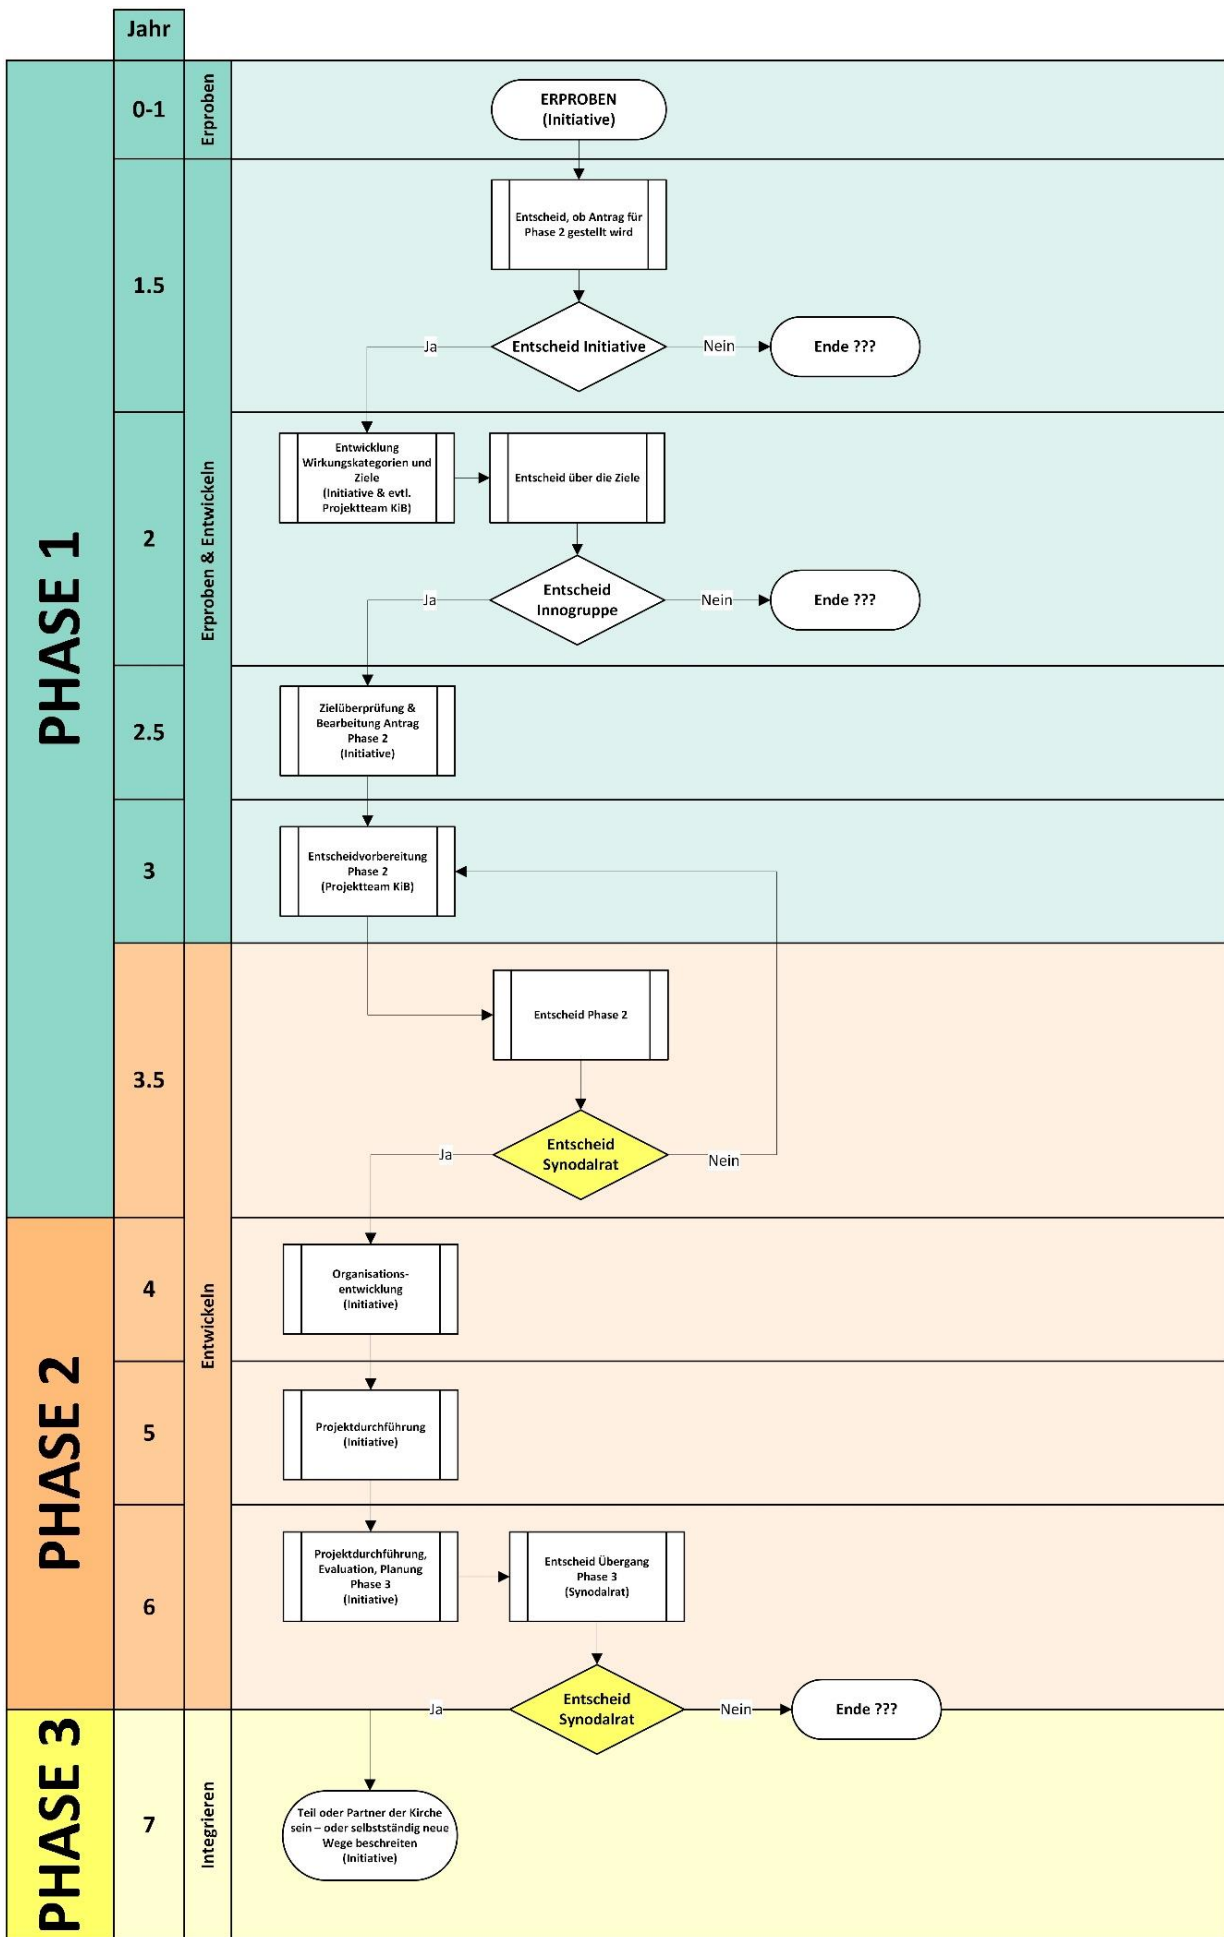 Jahr
PHASE 1
0-1
Erproben
ERPROBEN
(Initiative)
1.5
Erproben & Entwickeln
Entscheid, ob Antrag für
Phase 2 gestellt wird
Entscheid Initiative
Ja
Nein
Ende ???
2
Entwicklung
Wirkungskategorien und
Ziele
(Initiative & evtl.
Projektteam KiB)
Entscheid über die Ziele
Entscheid
Innogruppe
Ja
Nein
Ende ???
2.5
Zielüberprüfung &
Bearbeitung Antrag
Phase 2
(Initiative)
3
Entscheidvorbereitung
Phase 2
(Projektteam KiB)
3.5
Entwickeln
Entscheid Phase 2
Entscheid
Synodalrat
Ja
Nein
PHASE 2
4
Organisations-
entwicklung
(Initiative)
5
Projektdurchführung
(Initiative)
6
Projektdurchführung,
Evaluation, Planung
Phase 3
(Initiative)
Entscheid Übergang
Phase 3
(Synodalrat)
Entscheid
Synodalrat
Ja
Nein
Ende ???
PHASE 3
7
Integrieren
Teil oder Partner der Kirche
sein – oder selbstständig neue
Wege beschreiten
(Initiative)